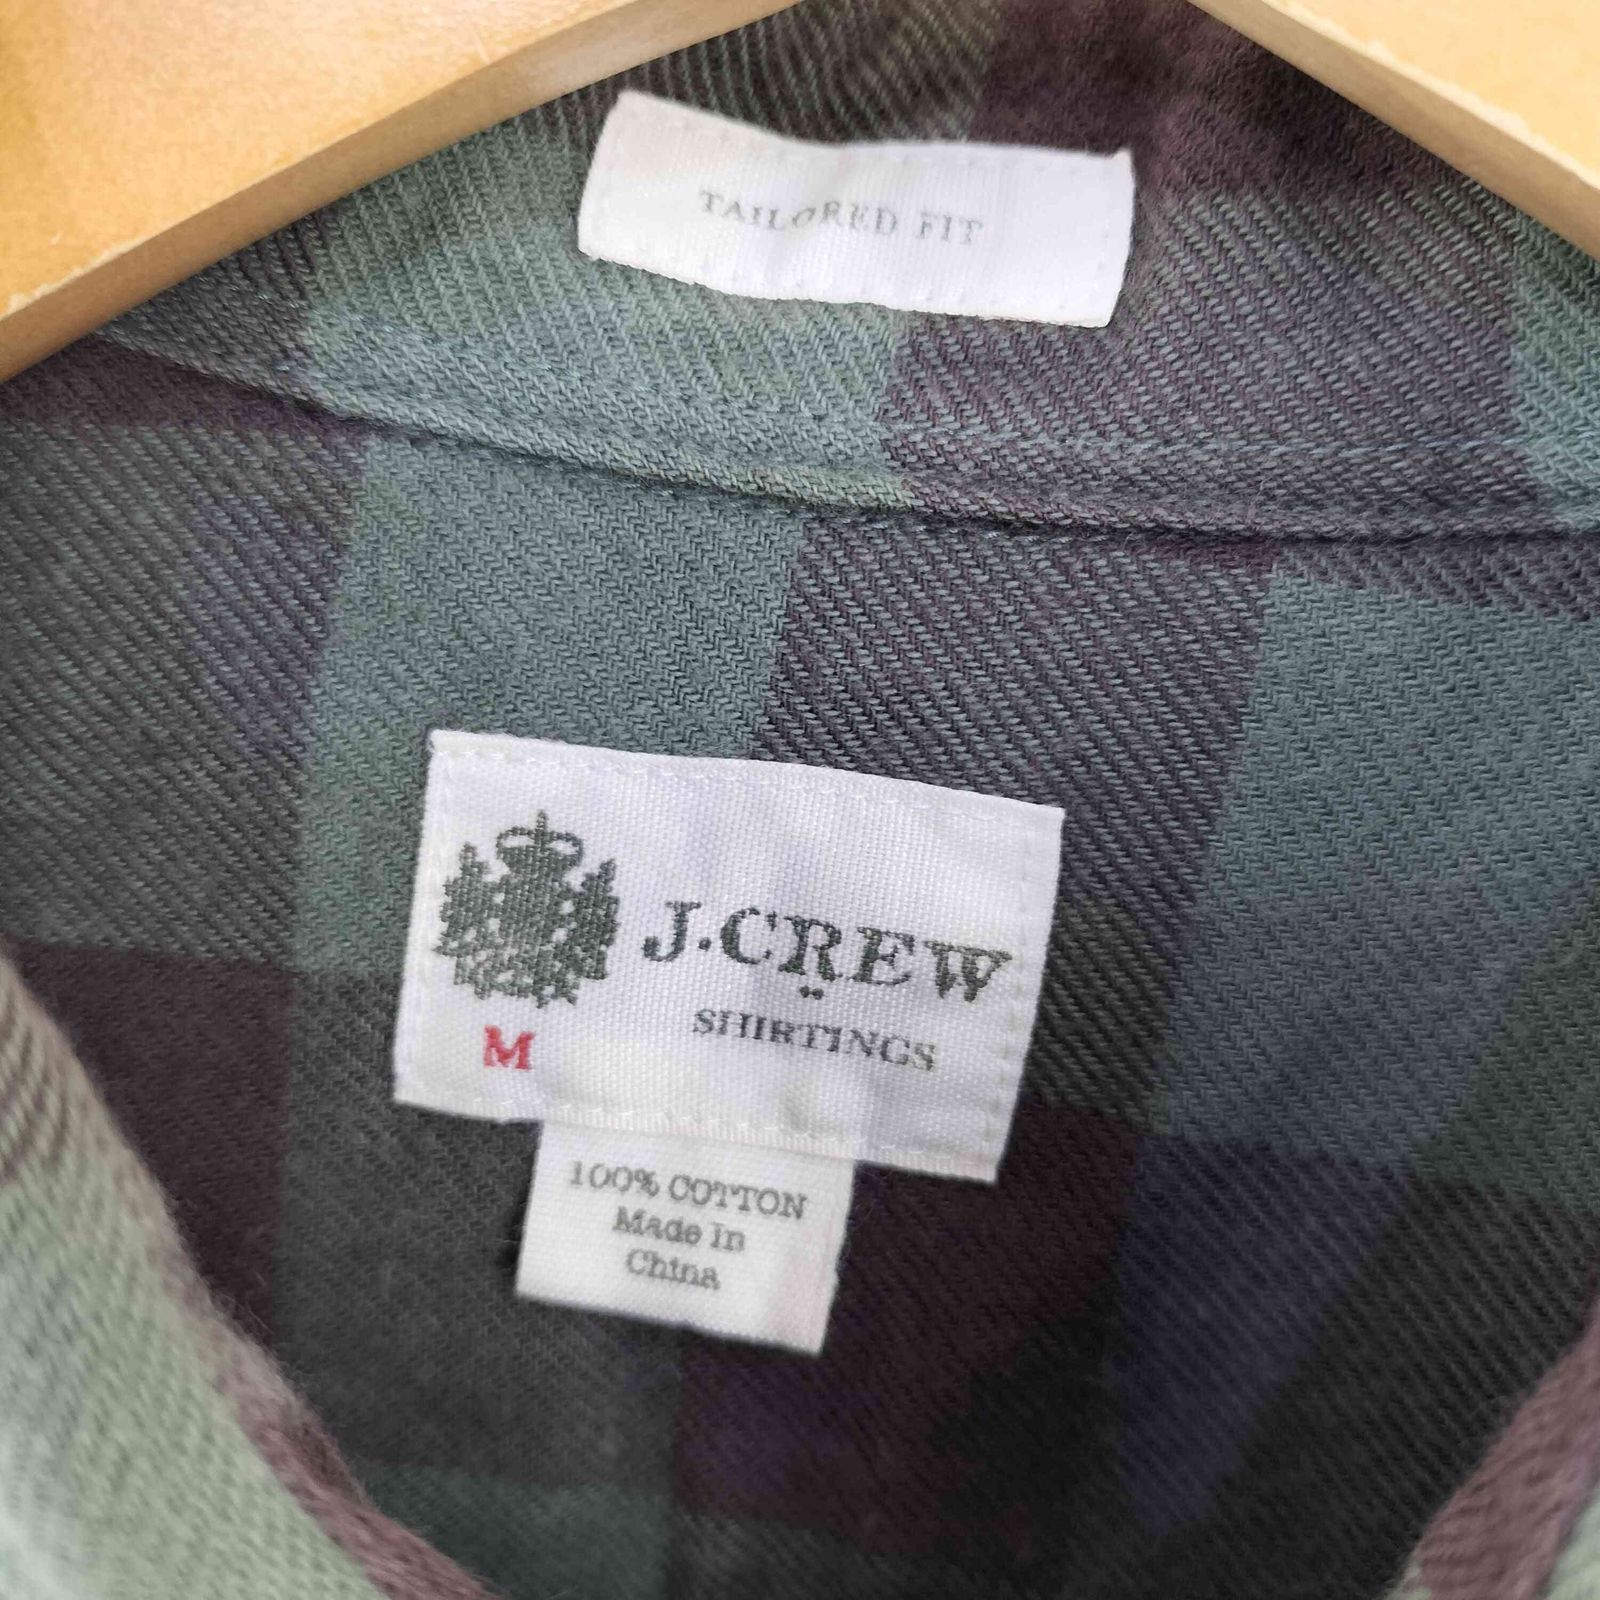 TAILORED FIT
J.CREW
SHIRTINGS
M
100% COTTON
Made In
China